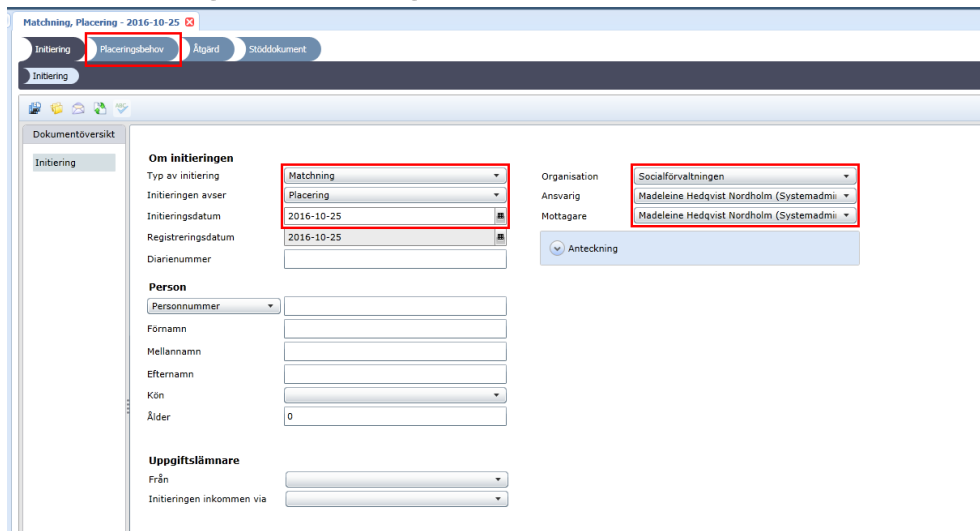 Matchning, Placering - 2016-10-25
Initiering Placeringsbehov Åtgärd Stöddokument
Initiering
ABC
Dokumentöversikt
Initiering
Om initieringen
Typ av initiering Matchning Organisation Socialförvaltningen
Initieringen avser Placering Ansvarig Madeleine Hedqvist Nordholm (Systemadmi
Initieringsdatum 2016-10-25 Mottagare Madeleine Hedqvist Nordholm (Systemadmi
Registreringsdatum 2016-10-25
Anteckning
Diarienummer
Person
Personnummer
Förnamn
Mellannamn
Efternamn
Kön
Ålder 0
Uppgiftslämnare
Från
Initieringen inkommen via